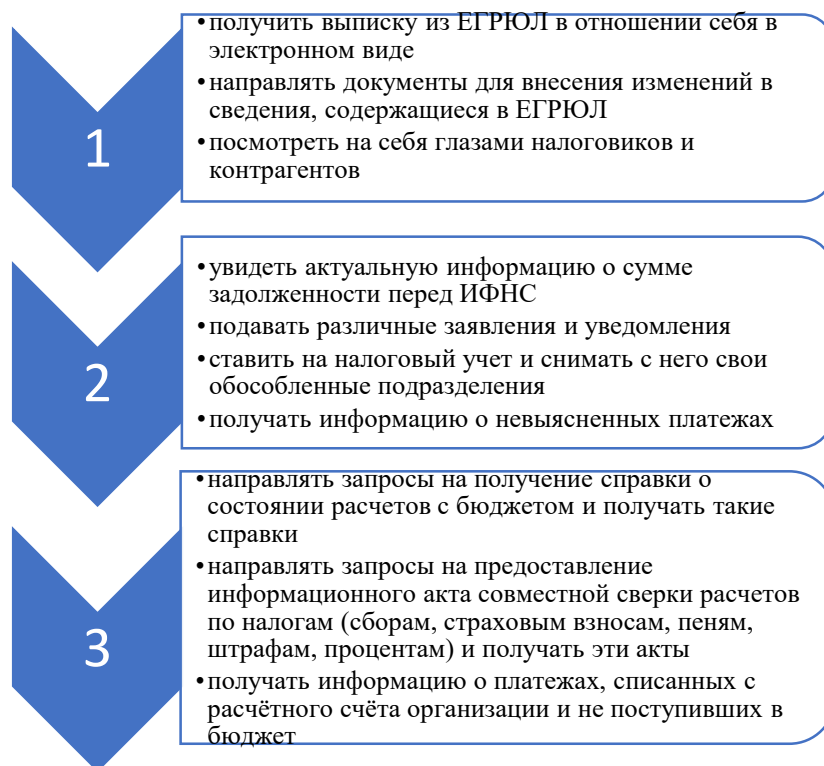 1
•получить выписку из ЕГРЮЛ в отношении себя в
электронном виде
•направлять документы для внесения изменений в
сведения, содержащиеся в ЕГРЮЛ
•посмотреть на себя глазами налоговиков и
контрагентов
2
•увидеть актуальную информацию о сумме
задолженности перед ИФНС
•подавать различные заявления и уведомления
•ставить на налоговый учет и снимать с него свои
обособленные подразделения
•получать информацию о невыясненных платежах
3
•направлять запросы на получение справки о
состоянии расчетов с бюджетом и получать такие
справки
•направлять запросы на предоставление
информационного акта совместной сверки расчетов
по налогам (сборам, страховым взносам, пеням,
штрафам, процентам) и получать эти акты
•получать информацию о платежах, списанных с
расчётного счёта организации и не поступивших в
бюджет